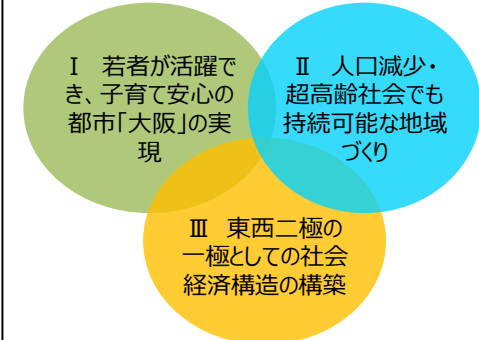 Ⅰ　若者が活躍で
き、子育て安心の
都市「大阪」の実
現
Ⅱ　人口減少・
超高齢社会でも
持続可能な地域
づくり
Ⅲ　東西二極の
一極としての社会
経済構造の構築